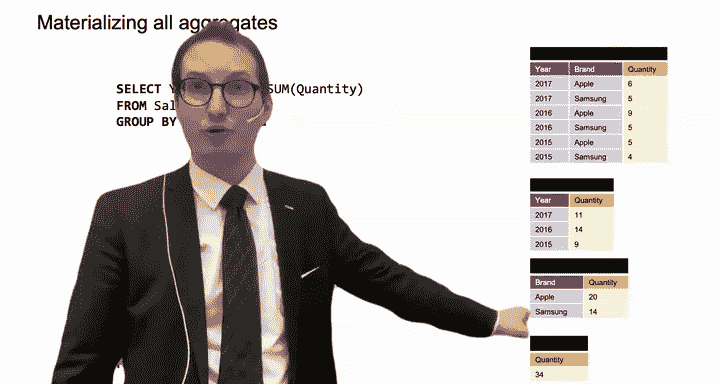 Materializing all aggregates
SELECT Y SUM(Quantity)
FROM Sal
GROUP BY
Year Brand Quantity
2017 Apple 6
2017 Samsung 5
2016 Apple 9
2016 Samsung 5
2015 Apple 5
2015 Samsung 4
Year Quantity
2017 11
2016 14
2015 9
Brand Quantity
Apple 20
Samsung 14
Quantity
34